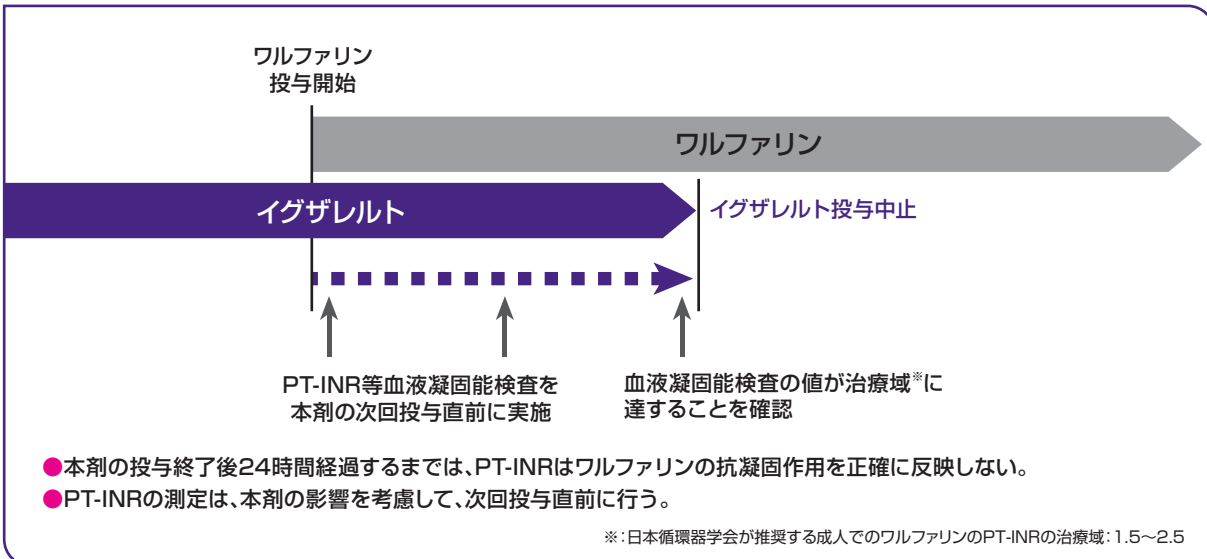 ワルファリン
投与開始
ワルファリン
イグザレルト
イグザレルト投与中止
PT-INR等血液凝固能検査を
本剤の次回投与直前に実施
血液凝固能検査の値が治療域※に
達することを確認
●本剤の投与終了後24時間経過するまでは、PT-INRはワルファリンの抗凝固作用を正確に反映しない。
●PT-INRの測定は、本剤の影響を考慮して、次回投与直前に行う。
※:日本循環器学会が推奨する成人でのワルファリンのPT-INRの治療域:1.5〜2.5